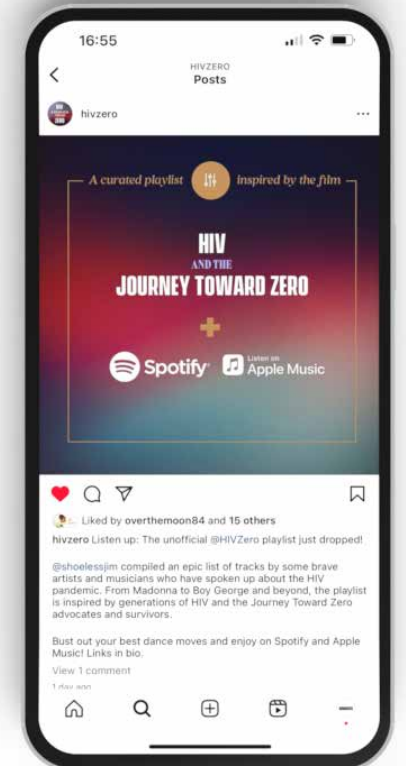 16:55
HIVZERO
Posts
hivzero
A curated playlist inspired by the film
HIV
AND THE
JOURNEY TOWARD ZERO
Spotify
Listen on
Apple Music
Liked by overthemoon84 and 15 others
hivzero Listen up: The unofficial @HIVZero playlist just dropped!
@shoelessjim compiled an epic list of tracks by some brave
artists and musicians who have spoken up about the HIV
pandemic. From Madonna to Boy George and beyond, the playlist
is inspired by generations of HIV and the Journey Toward Zero
advocates and survivors.
Bust out your best dance moves and enjoy on Spotify and Apple
Music! Links in bio.
View 1 comment
1 day ago